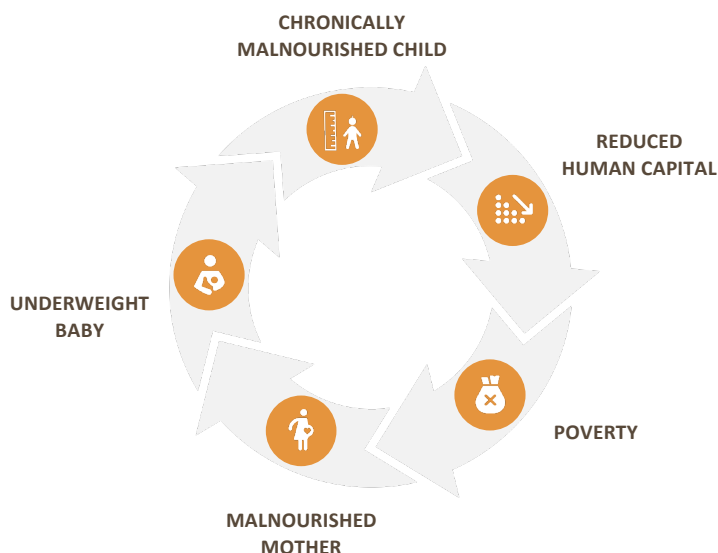 CHRONICALLY
MALNOURISHED CHILD
REDUCED
HUMAN CAPITAL
POVERTY
MALNOURISHED
MOTHER
UNDERWEIGHT
BABY